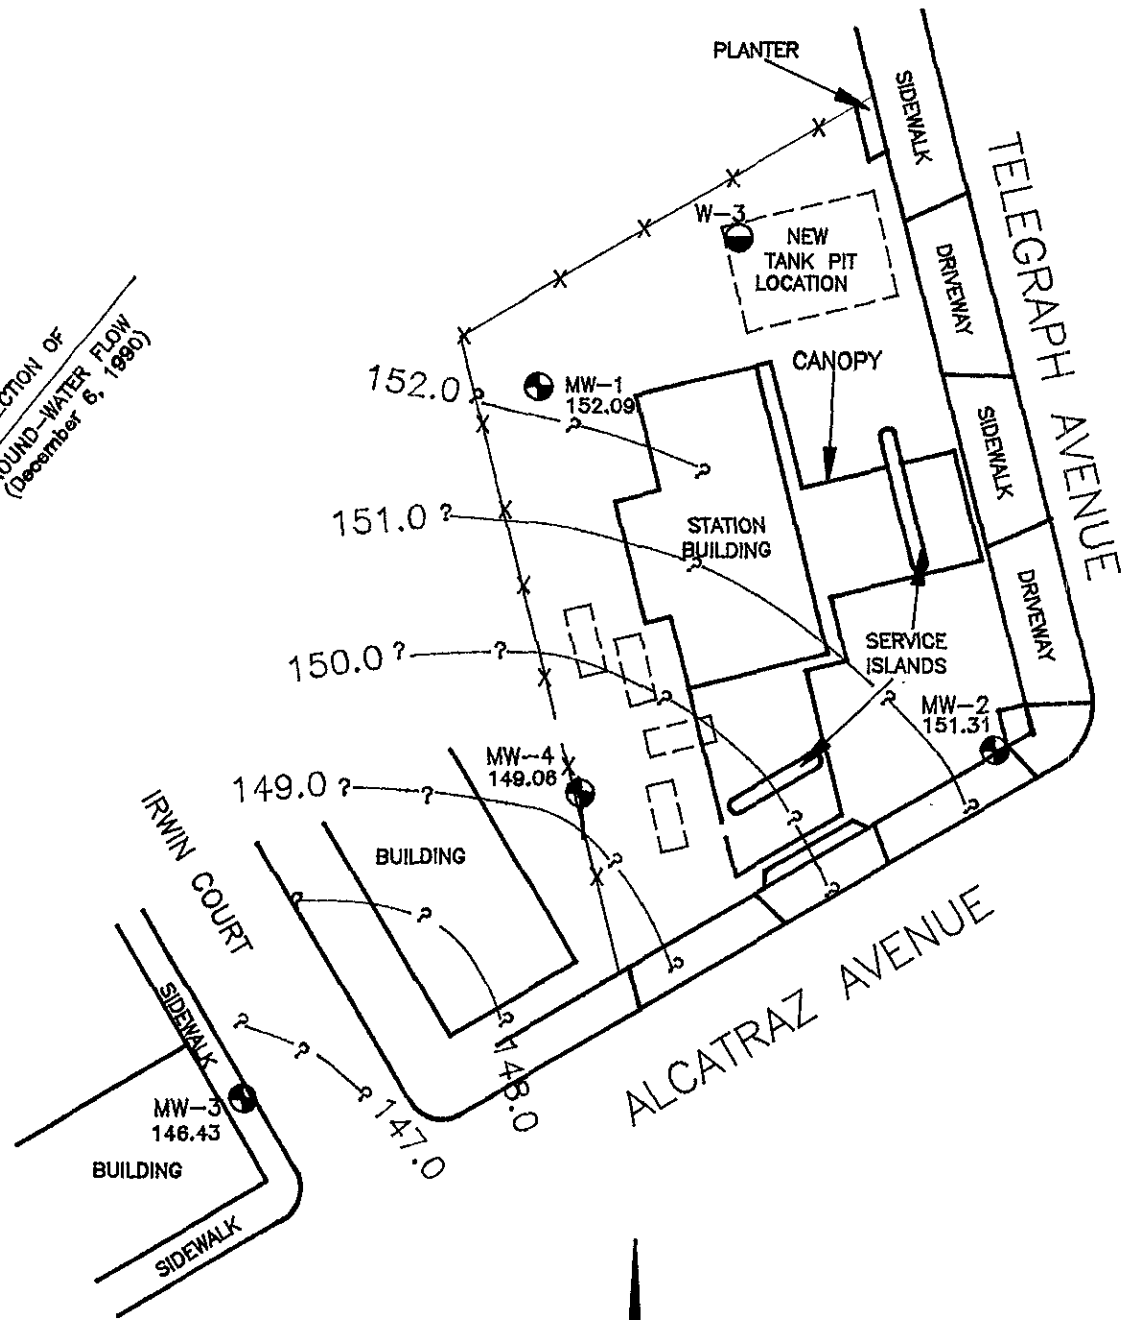 PLANTER
SIDEWALK
TELEGRAPH AVENUE
W-3
NEW
TANK PIT
LOCATION
DRIVEWAY
OF
FLOW
(December 6, 1990)
152.0
MW-1
152.09
CANOPY
SIDEWALK
151.0
STATION
BUILDING
DRIVEWAY
150.0
SERVICE
ISLANDS
MW-2
151.31
MW-4
149.06
149.0
IRWIN COURT
BUILDING
ALCATRAZ AVENUE
SIDEWALK
148.0
MW-3
146.43
147.0
BUILDING
SIDEWALK